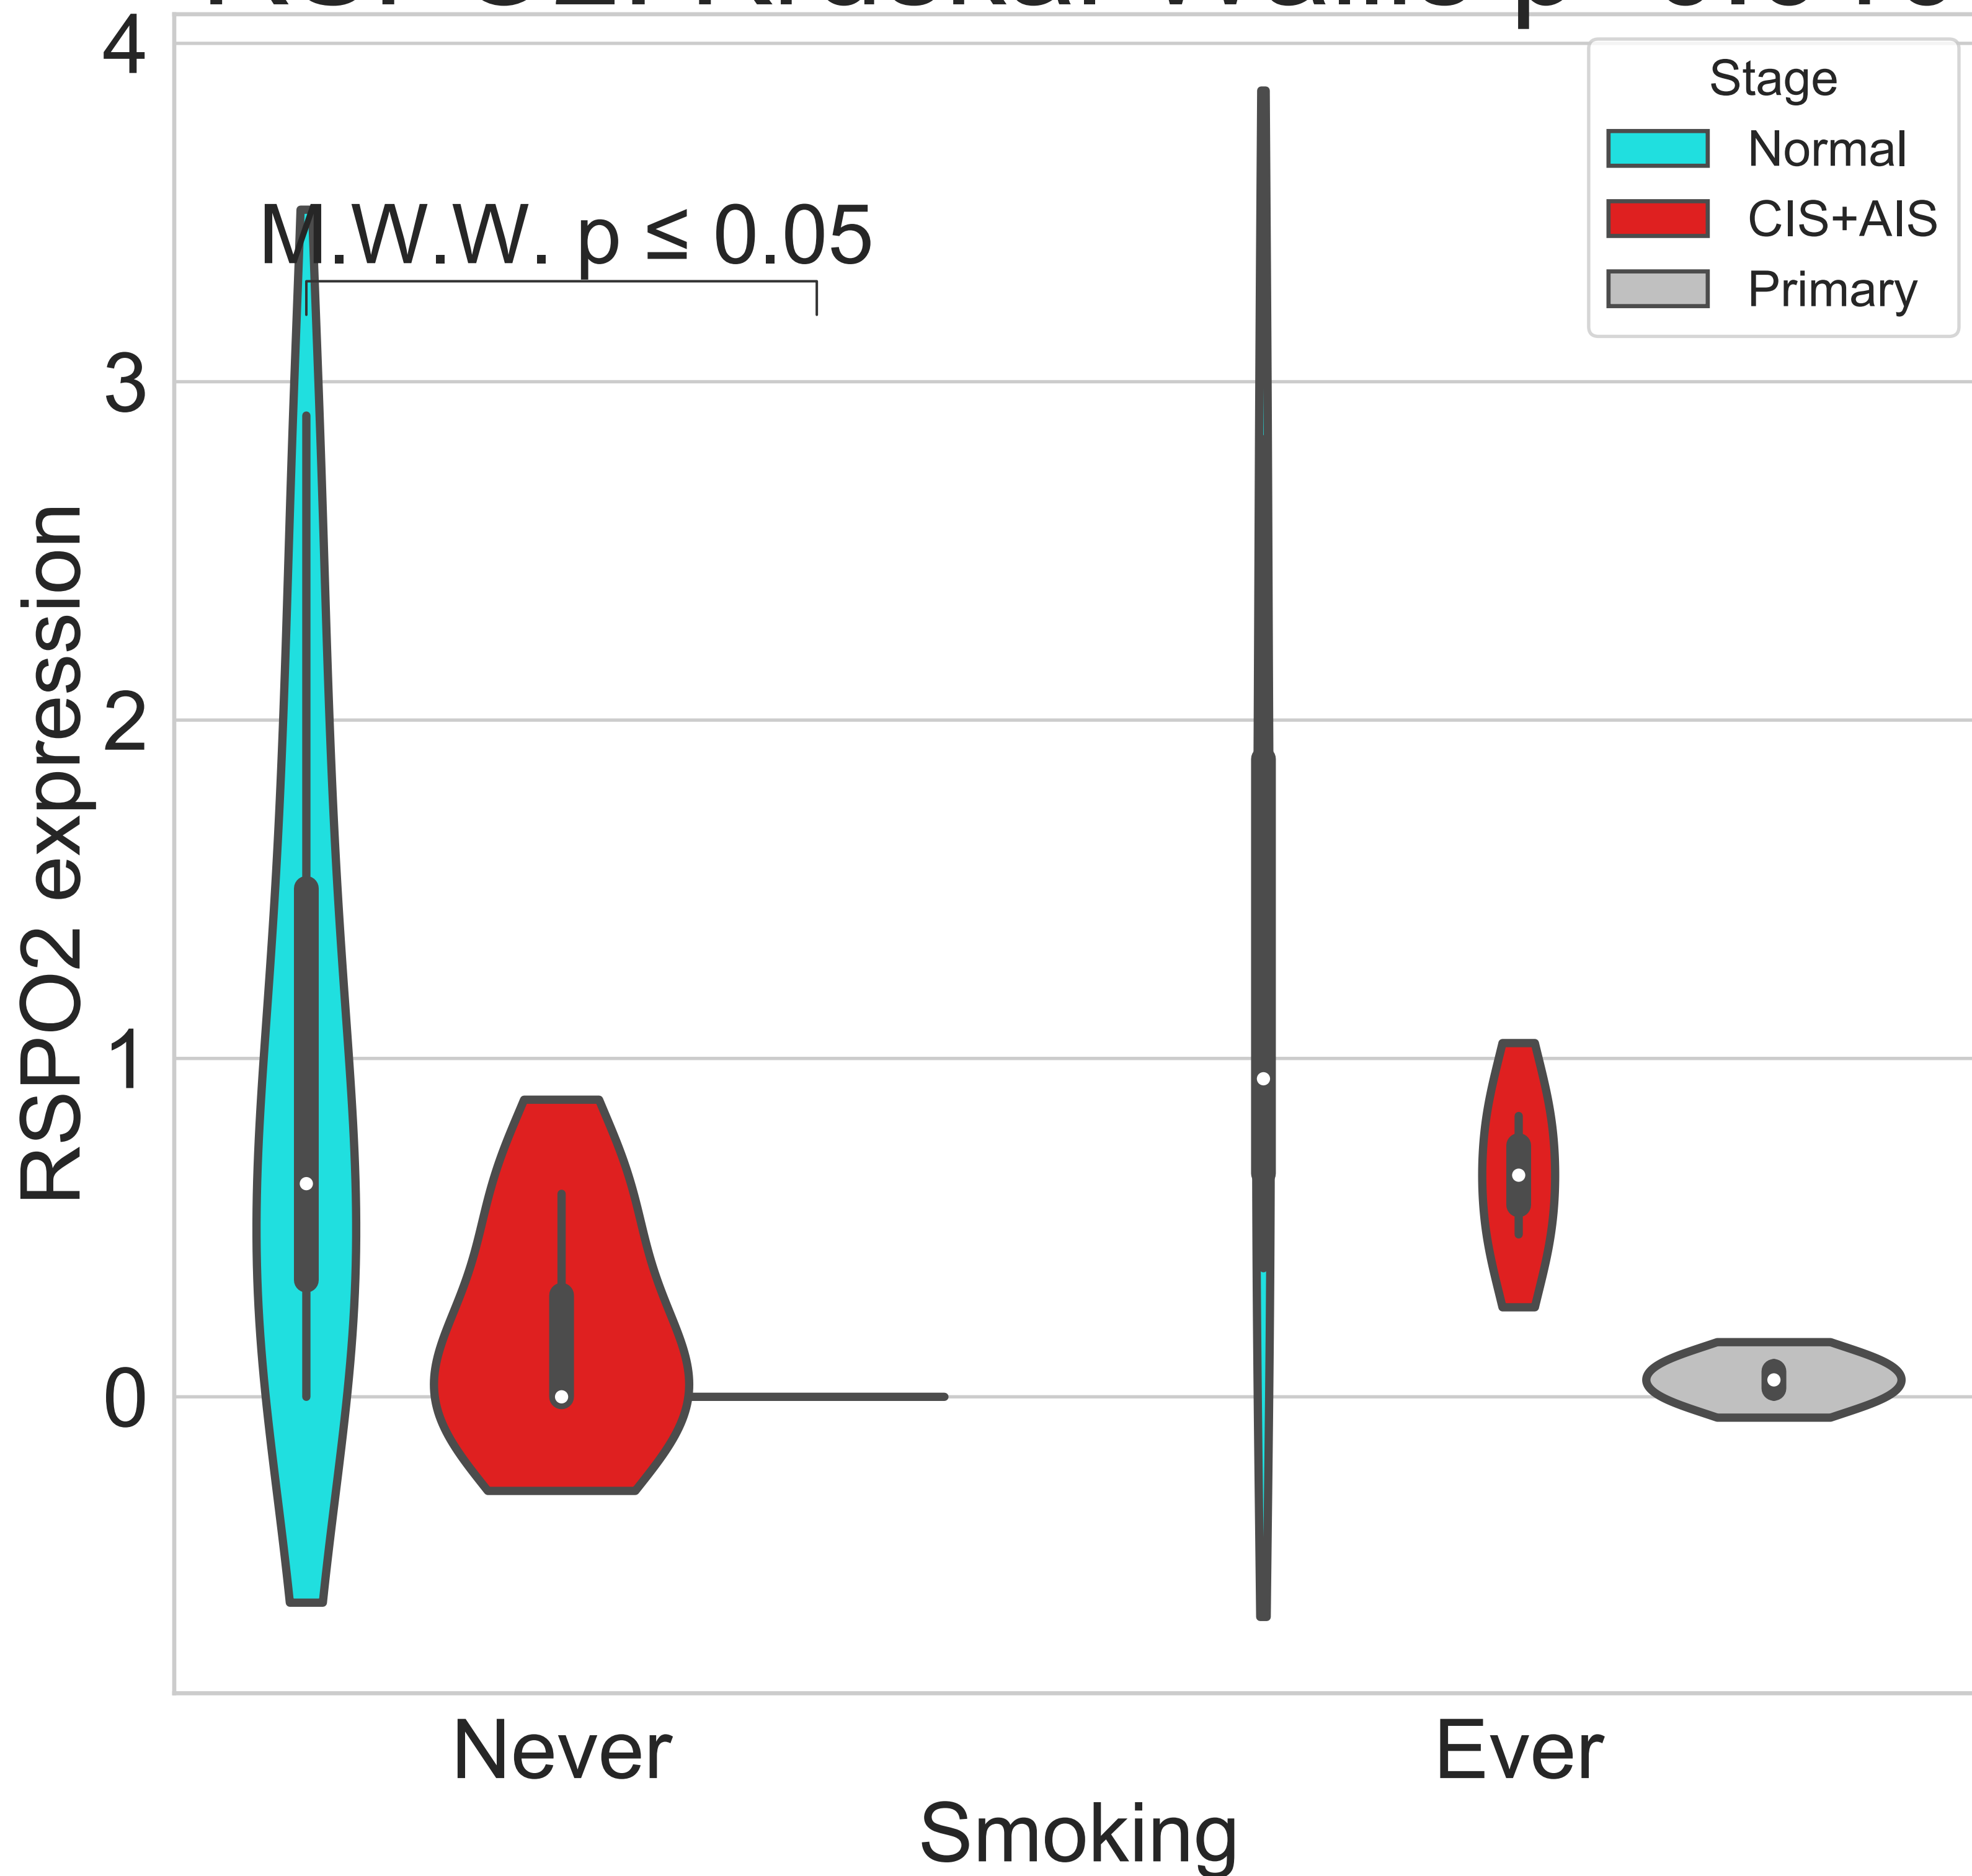 4
3
2
1
0
RSPO2 expression
M.W.W. p ≤ 0.05
Stage
Normal
CIS+AIS
Primary
Never
Ever
Smoking